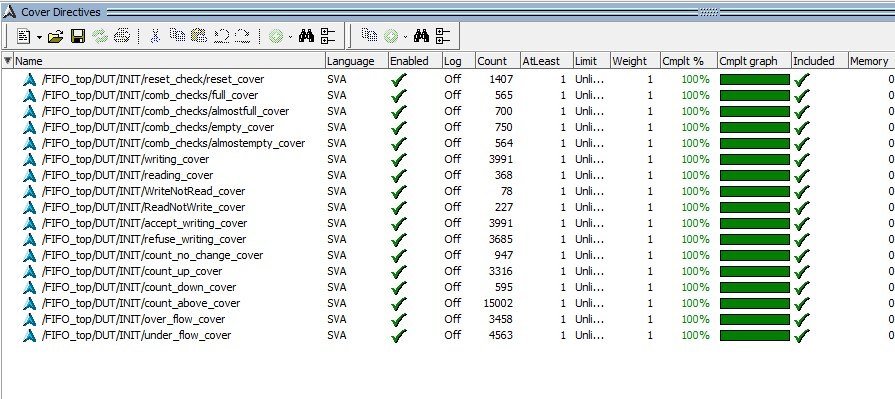 Cover Directives
Name Language Enabled Log Count AtLeast Limit Weight Cmplt % Cmplt graph Included Memory
/FIFO_top/DUT/INIT/reset_check/reset_cover SVA Off 1407 1 Unli... 1 100% 0
/FIFO_top/DUT/INIT/comb_checks/full_cover SVA Off 565 1 Unli... 1 100% 0
/FIFO_top/DUT/INIT/comb_checks/almostfull_cover SVA Off 700 1 Unli... 1 100% 0
/FIFO_top/DUT/INIT/comb_checks/empty_cover SVA Off 750 1 Unli... 1 100% 0
/FIFO_top/DUT/INIT/comb_checks/almostempty_cover SVA Off 564 1 Unli... 1 100% 0
/FIFO_top/DUT/INIT/writing_cover SVA Off 3991 1 Unli... 1 100% 0
/FIFO_top/DUT/INIT/reading_cover SVA Off 368 1 Unli... 1 100% 0
/FIFO_top/DUT/INIT/WriteNotRead_cover SVA Off 78 1 Unli... 1 100% 0
/FIFO_top/DUT/INIT/ReadNotWrite_cover SVA Off 227 1 Unli... 1 100% 0
/FIFO_top/DUT/INIT/accept_writing_cover SVA Off 3991 1 Unli... 1 100% 0
/FIFO_top/DUT/INIT/refuse_writing_cover SVA Off 3685 1 Unli... 1 100% 0
/FIFO_top/DUT/INIT/count_no_change_cover SVA Off 947 1 Unli... 1 100% 0
/FIFO_top/DUT/INIT/count_up_cover SVA Off 3316 1 Unli... 1 100% 0
/FIFO_top/DUT/INIT/count_down_cover SVA Off 595 1 Unli... 1 100% 0
/FIFO_top/DUT/INIT/count_above_cover SVA Off 15002 1 Unli... 1 100% 0
/FIFO_top/DUT/INIT/over_flow_cover SVA Off 3458 1 Unli... 1 100% 0
/FIFO_top/DUT/INIT/under_flow_cover SVA Off 4563 1 Unli... 1 100% 0